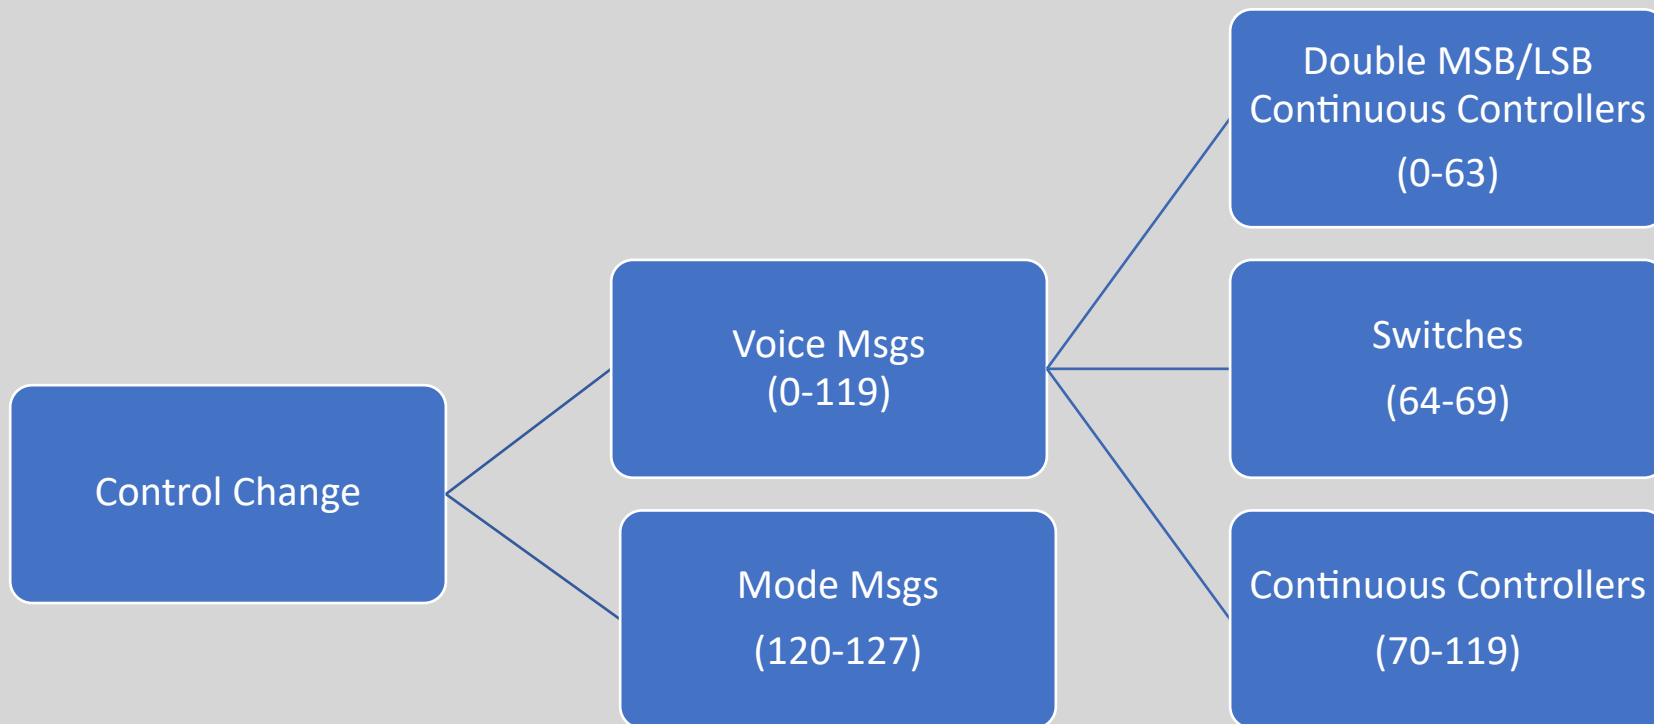 Control Change
Voice Msgs
(0-119)
Mode Msgs
(120-127)
Double MSB/LSB
Continuous Controllers
(0-63)
Switches
(64-69)
Continuous Controllers
(70-119)